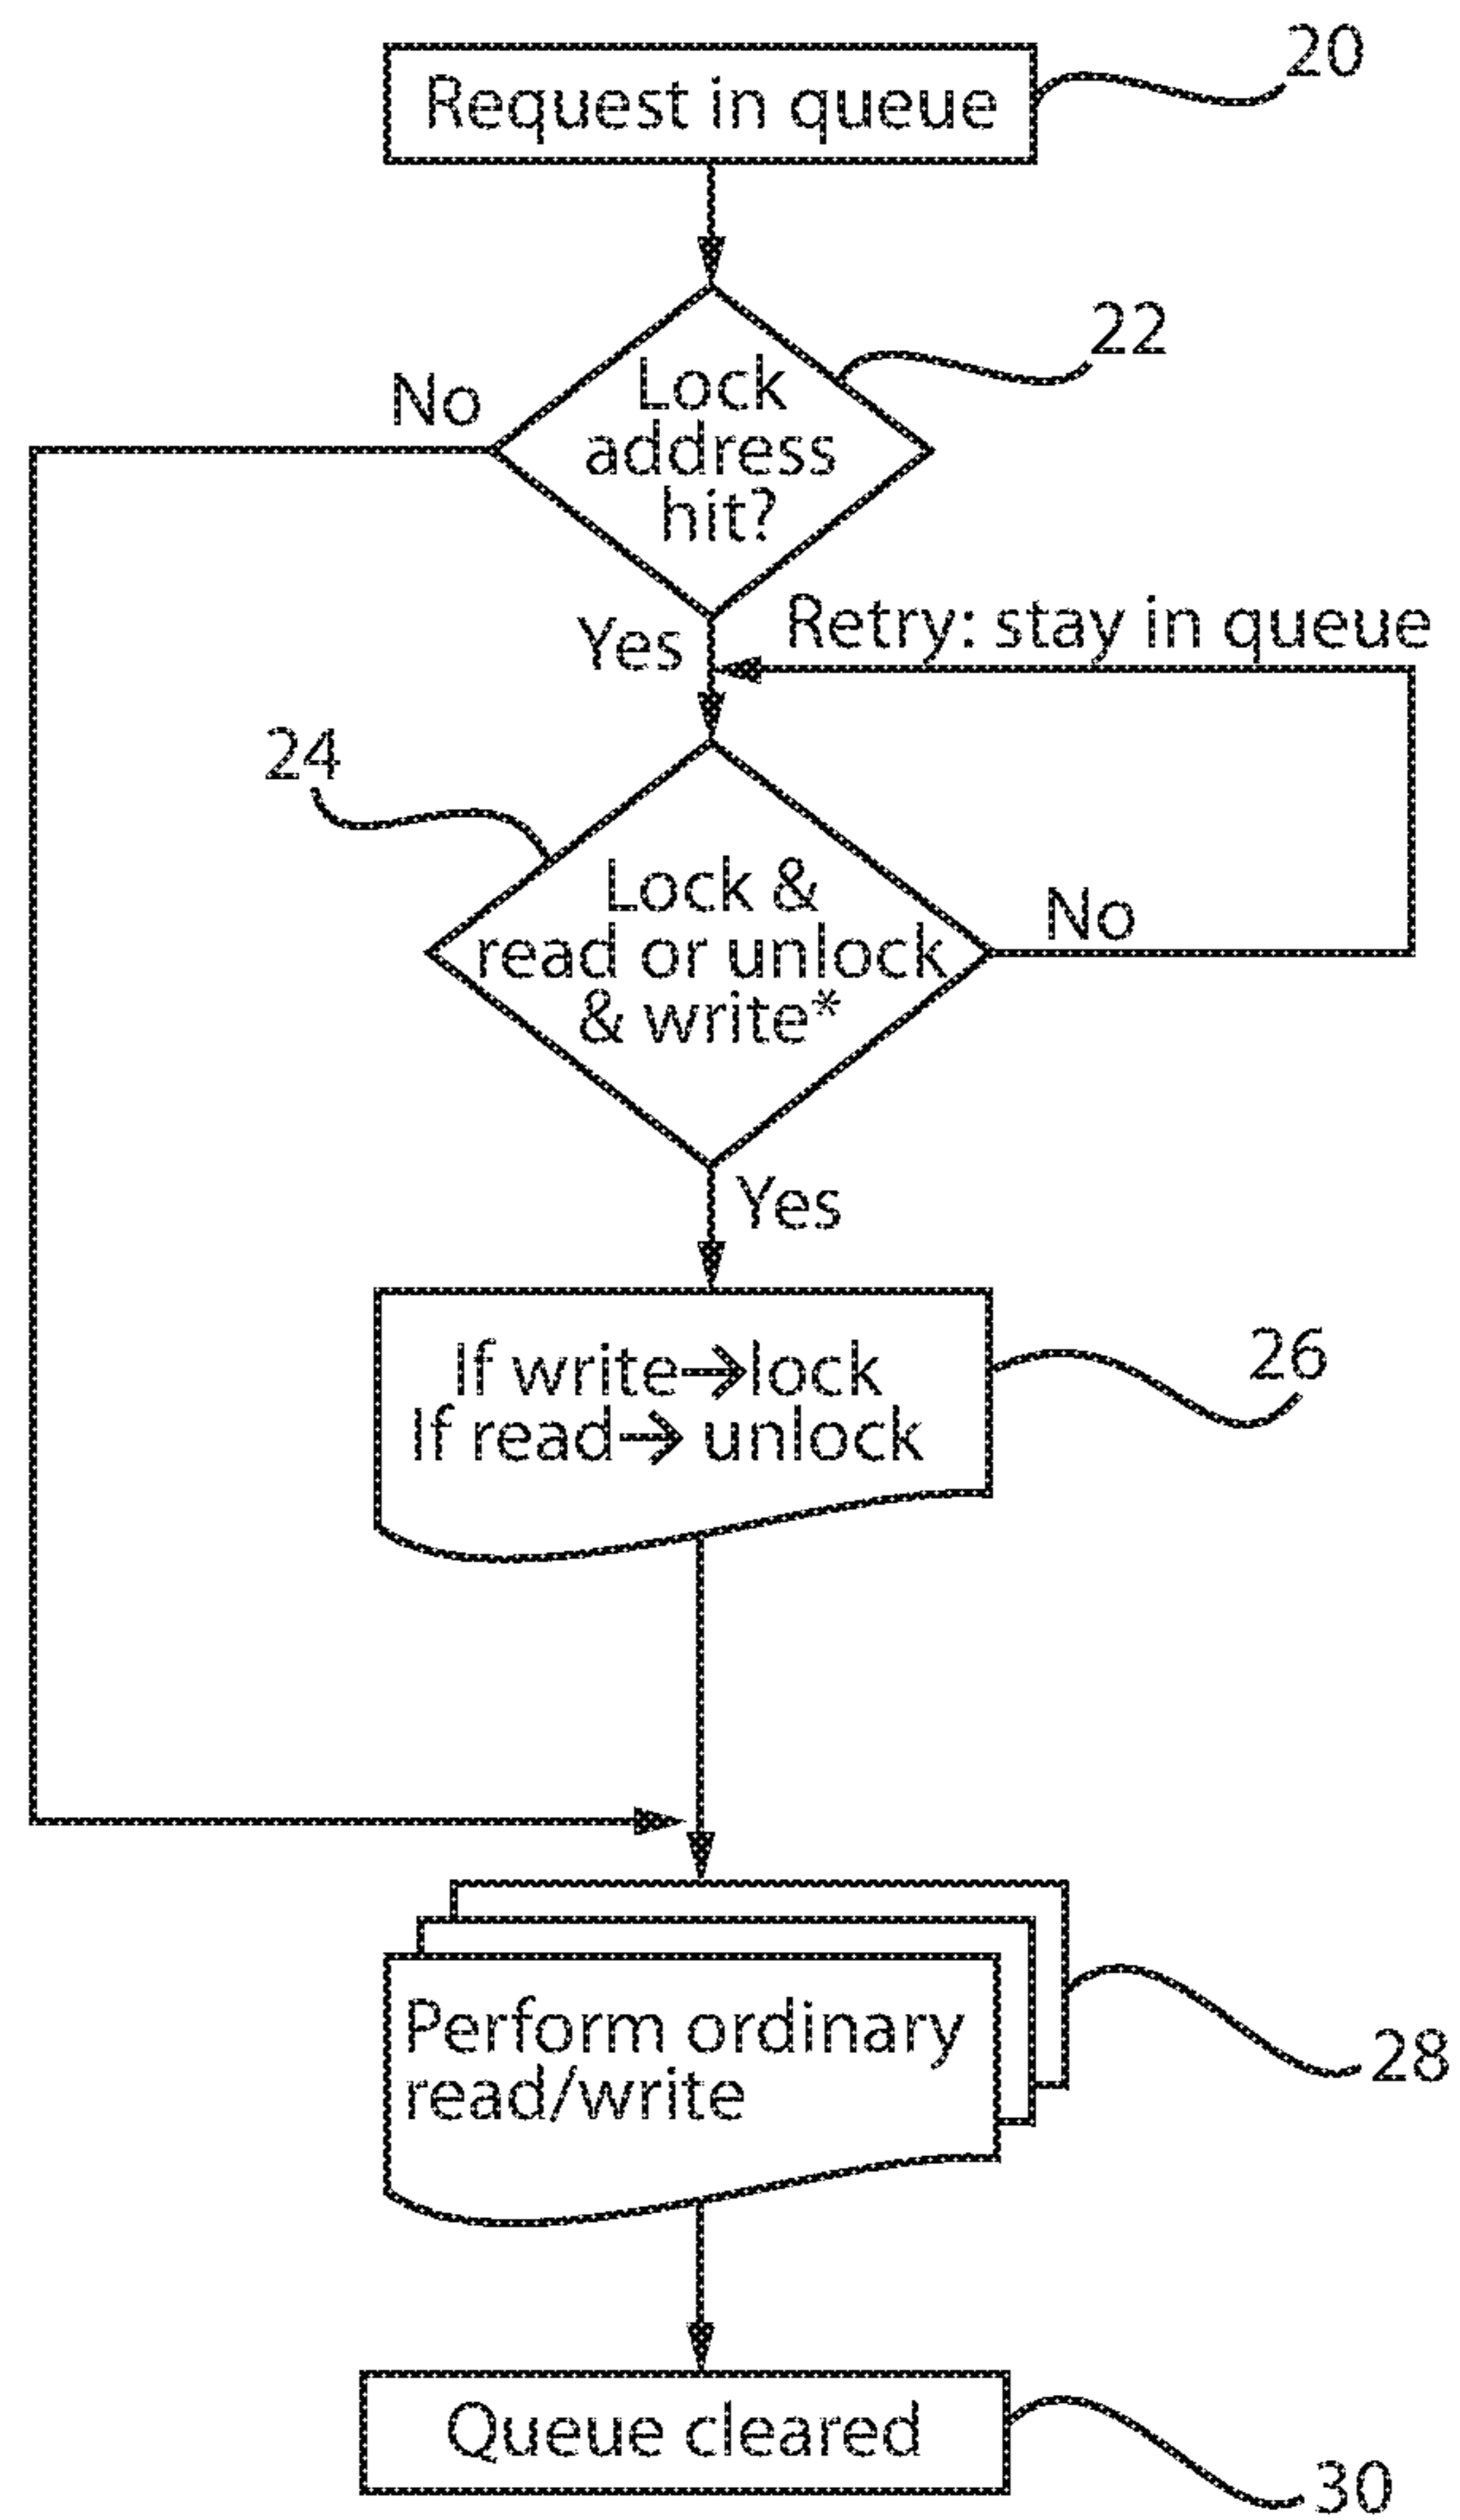 Request in queue
20
22
No
Lock
address
hit?
Yes
Retry: stay in queue
24
Lock &
read or unlock
& write*
No
Yes
If write→lock
If read→ unlock
26
Perform ordinary
read/write
28
Queue cleared
30